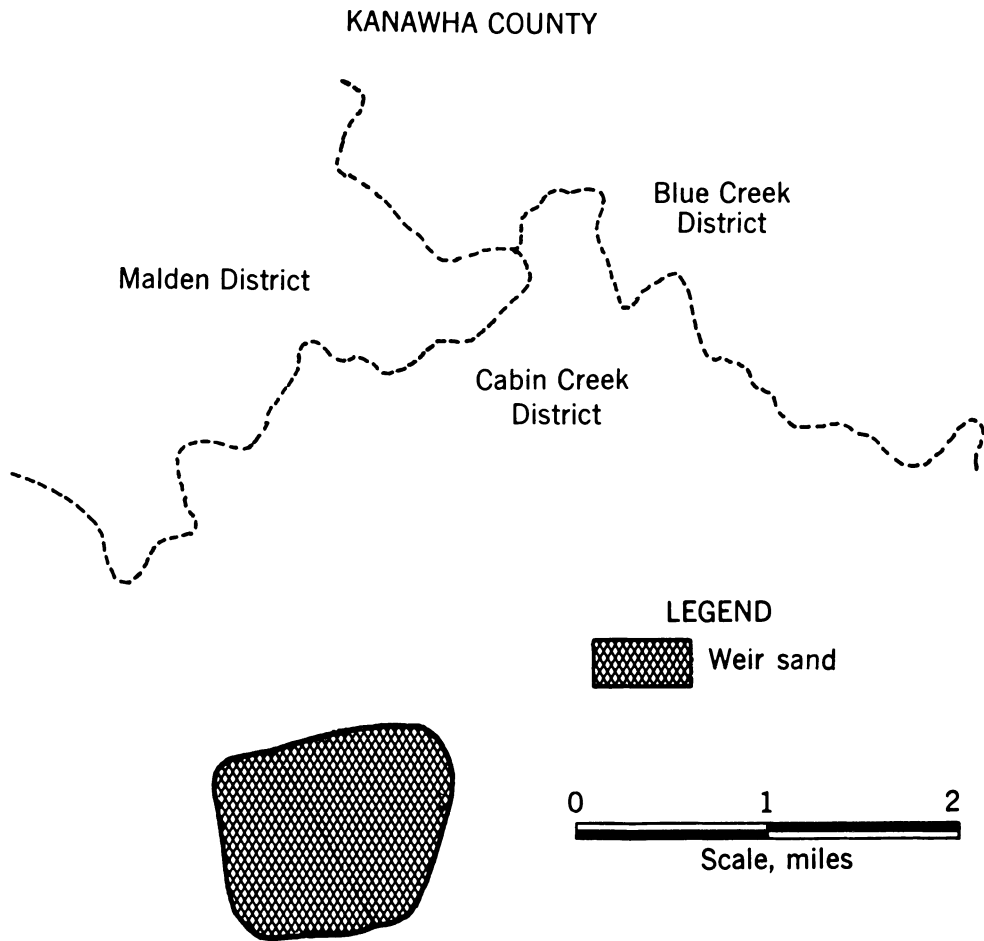 KANAWHA COUNTY
Blue Creek
District
Malden District
Cabin Creek
District
LEGEND
Weir sand
0 1 2
Scale, miles